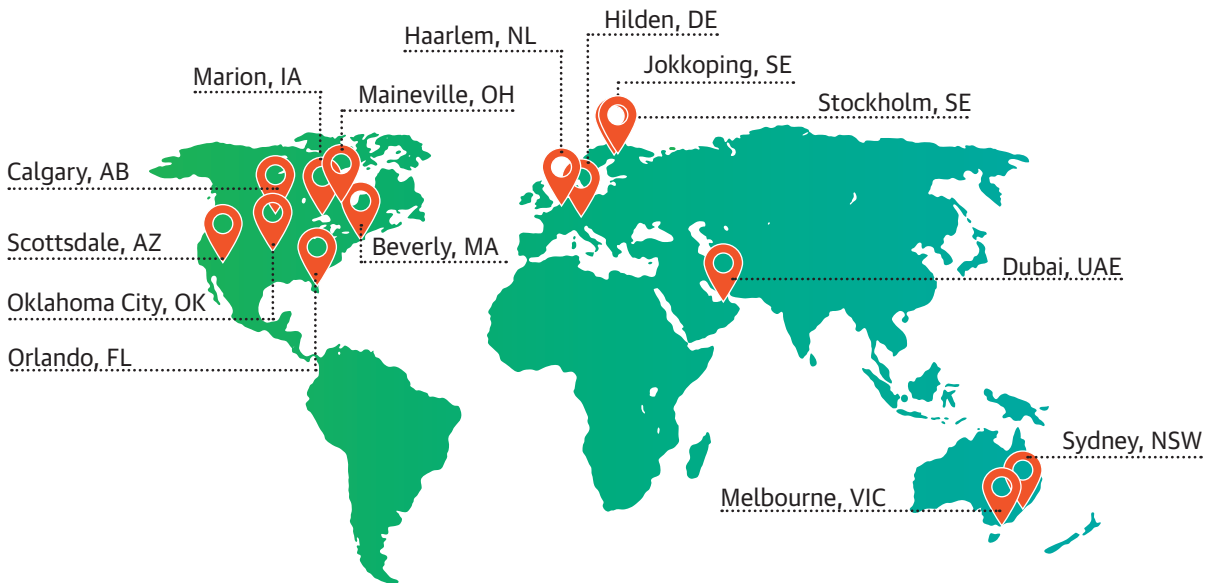 Hilden, DE
Haarlem, NL
Jokkoping, SE
Marion, IA
Maineville, OH
Stockholm, SE
Calgary, AB
Scottsdale, AZ
Beverly, MA
Dubai, UAE
Oklahoma City, OK
Orlando, FL
Sydney, NSW
Melbourne, VIC